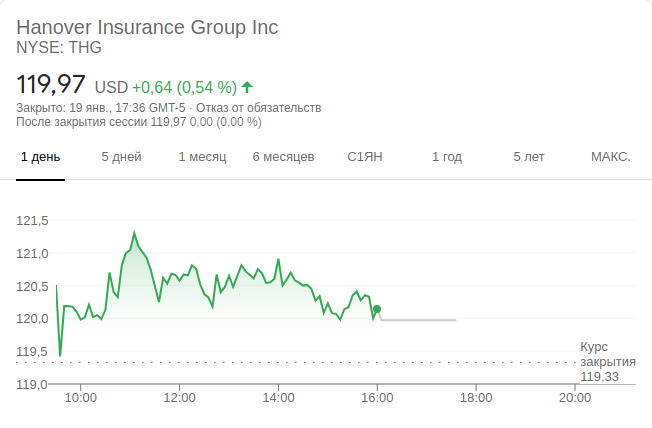 Hanover Insurance Group Inc
NYSE: THG
119,97 USD +0,64 (0,54 %)
Закрыто: 19 янв., 17:36 GMT-5 · Отказ от обязательств
После закрытия сессии 119,97 0,00 (0,00 %)
1 день 5 дней 1 месяц 6 месяцев С1ЯН 1 год 5 лет МАКС.
121,5
121,0
120,5
120,0
119,5
Курс
закрытия
119,33
119,0
10:00 12:00 14:00 16:00 18:00 20:00